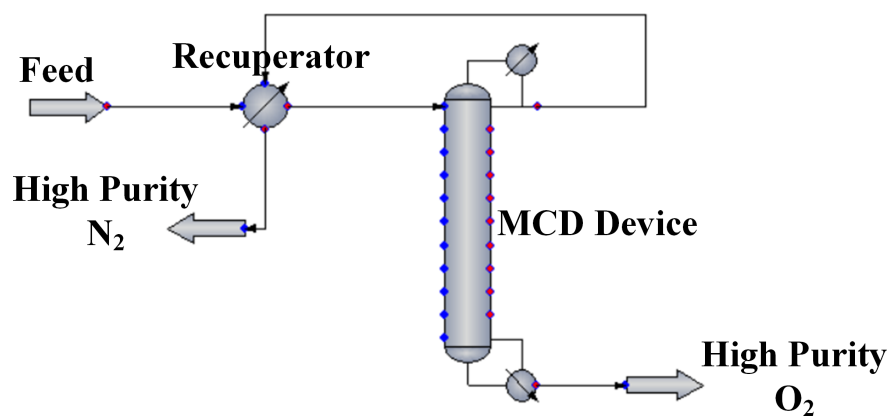 Recuperator
Feed
High Purity
N₂
MCD Device
High Purity
O₂